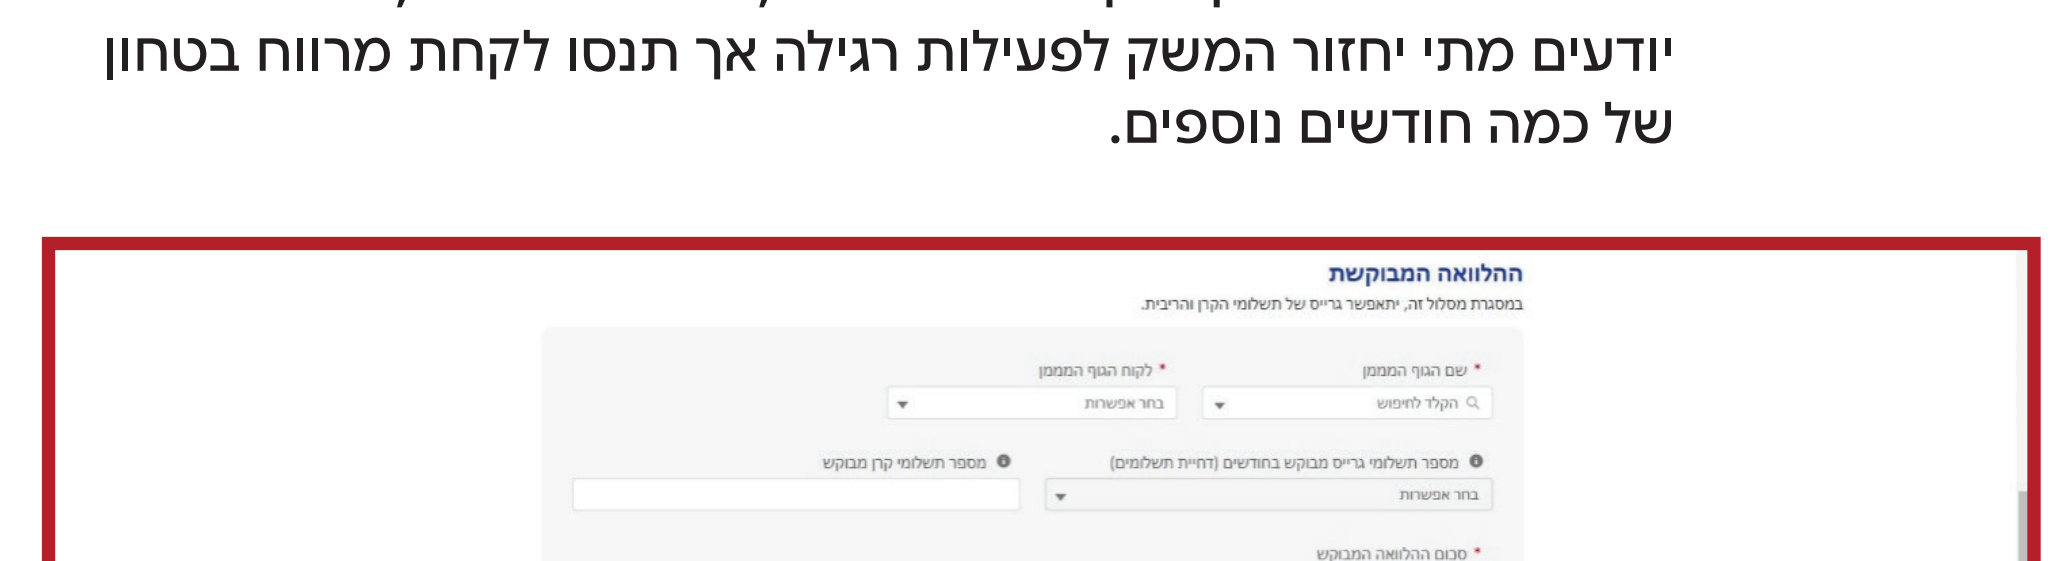 יודעים מתי יחזור המשק לפעילות רגילה אך תנסו לקחת מרווח בטחון
של כמה חודשים נוספים.
ההלוואה המבוקשת
במסגרת מסלול זה, יתאפשר גרייס של תשלומי הקרן והריבית.
* שם הגוף המממן * לקוח הגוף המממן
הקלד לחיפוש בחר אפשרות
מספר תשלומי גרייס מבוקש בחודשים (דחיית תשלומים) מספר תשלומי קרן מבוקש
בחר אפשרות
* סכום ההלוואה המבוקש